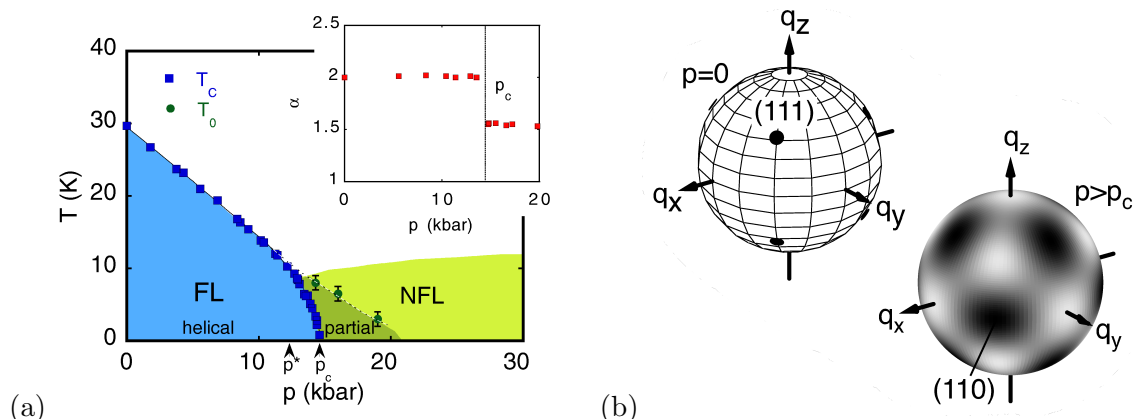 40
30
20
10
0
T (K)
T_C
T_0
2.5
2
1.5
1
α
p_c
0
10
20
p (kbar)
FL
helical
NFL
partial
0
10
20
30
p*
p_c
p (kbar)
(a)
q_z
p=0
(111)
q_x
q_y
q_z
p>p_c
q_x
q_y
(110)
(b)